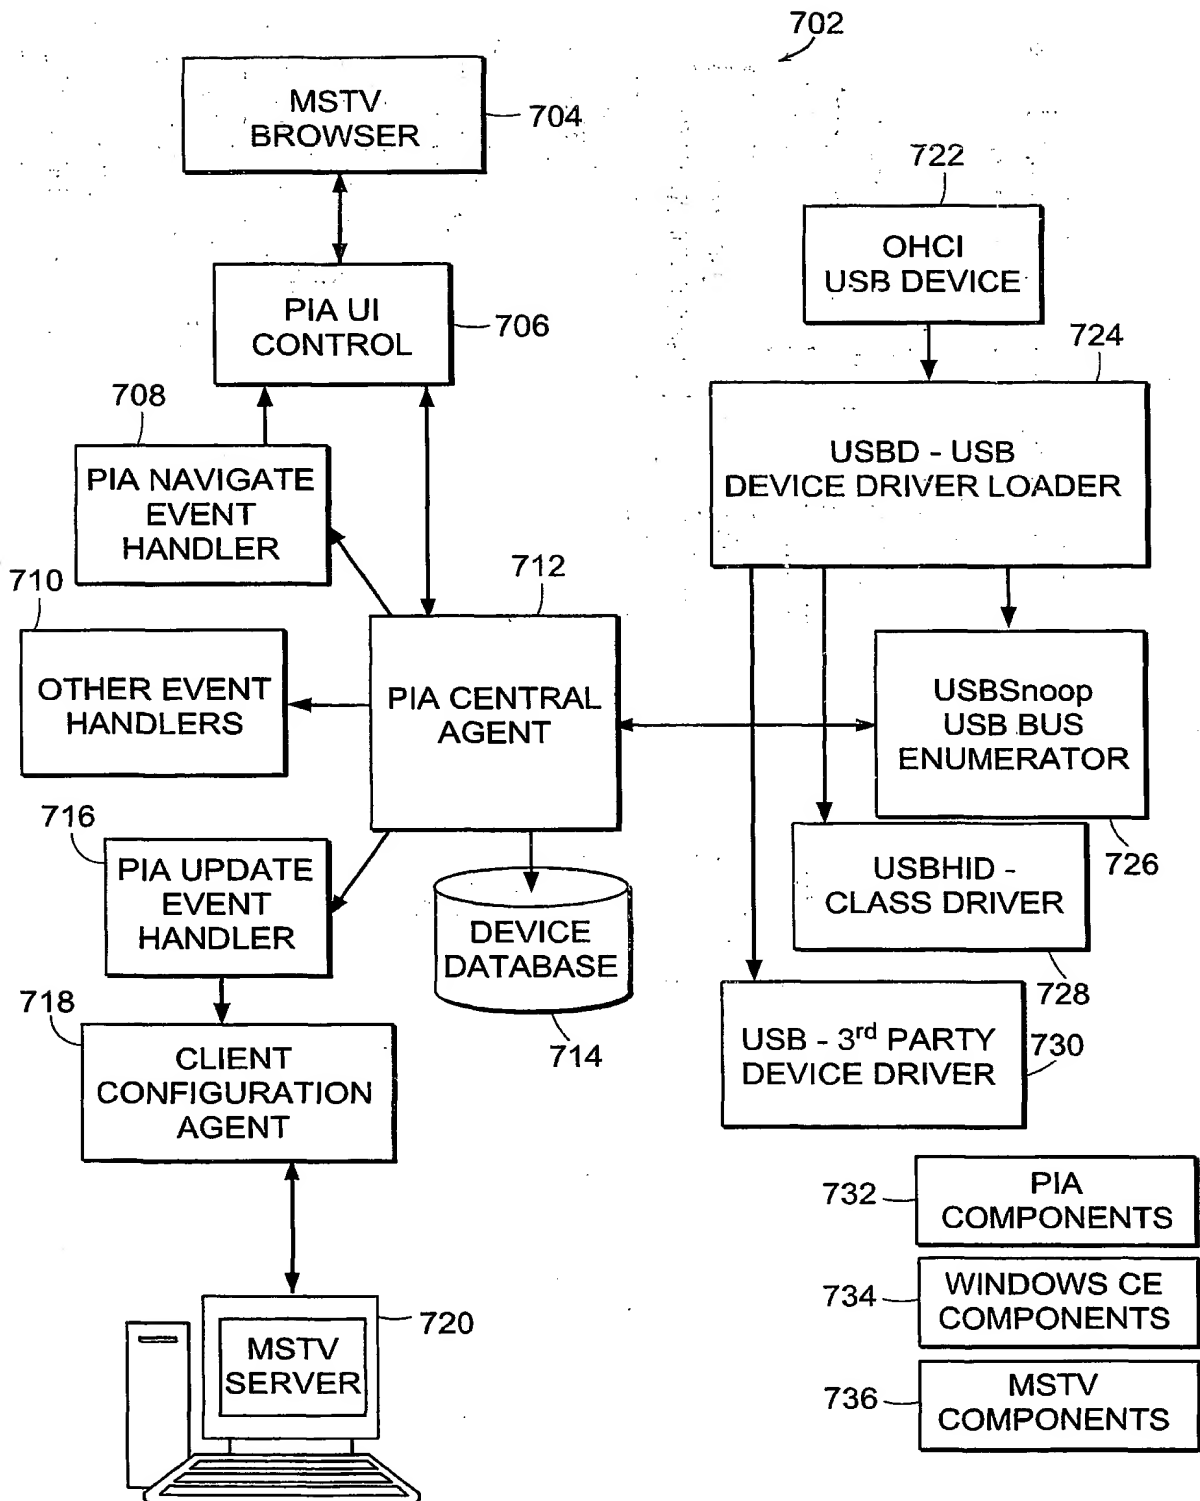 702
MSTV
BROWSER
704
722
OHCI
USB DEVICE
PIA UI
CONTROL
706
724
708
USBD - USB
DEVICE DRIVER LOADER
PIA NAVIGATE
EVENT
HANDLER
710
712
OTHER EVENT
HANDLERS
PIA CENTRAL
AGENT
USBSnoop
USB BUS
ENUMERATOR
716
726
PIA UPDATE
EVENT
HANDLER
USBHID -
CLASS DRIVER
DEVICE
DATABASE
728
718
714
USB - 3rd PARTY
DEVICE DRIVER
730
CLIENT
CONFIGURATION
AGENT
732
PIA
COMPONENTS
734
WINDOWS CE
COMPONENTS
720
MSTV
SERVER
736
MSTV
COMPONENTS